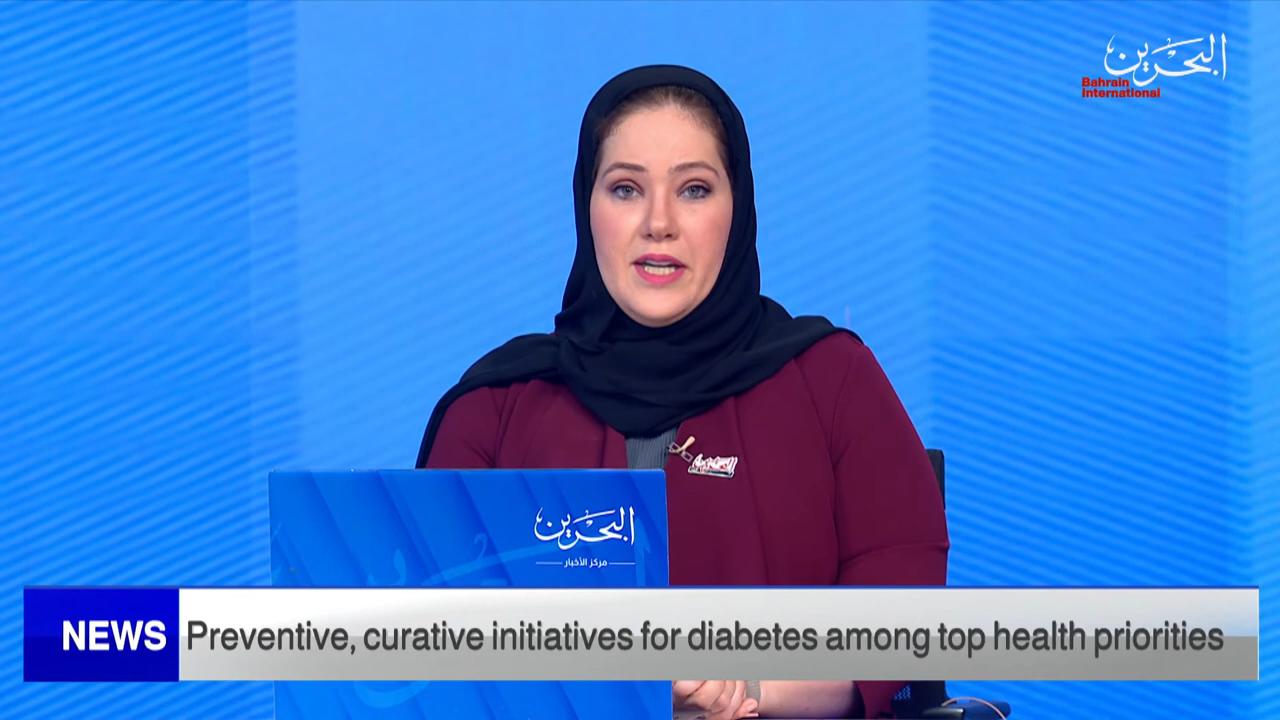 البحرين
Bahrain
International
البحرين
مركز الأخبار
NEWS
Preventive, curative initiatives for diabetes among top health priorities